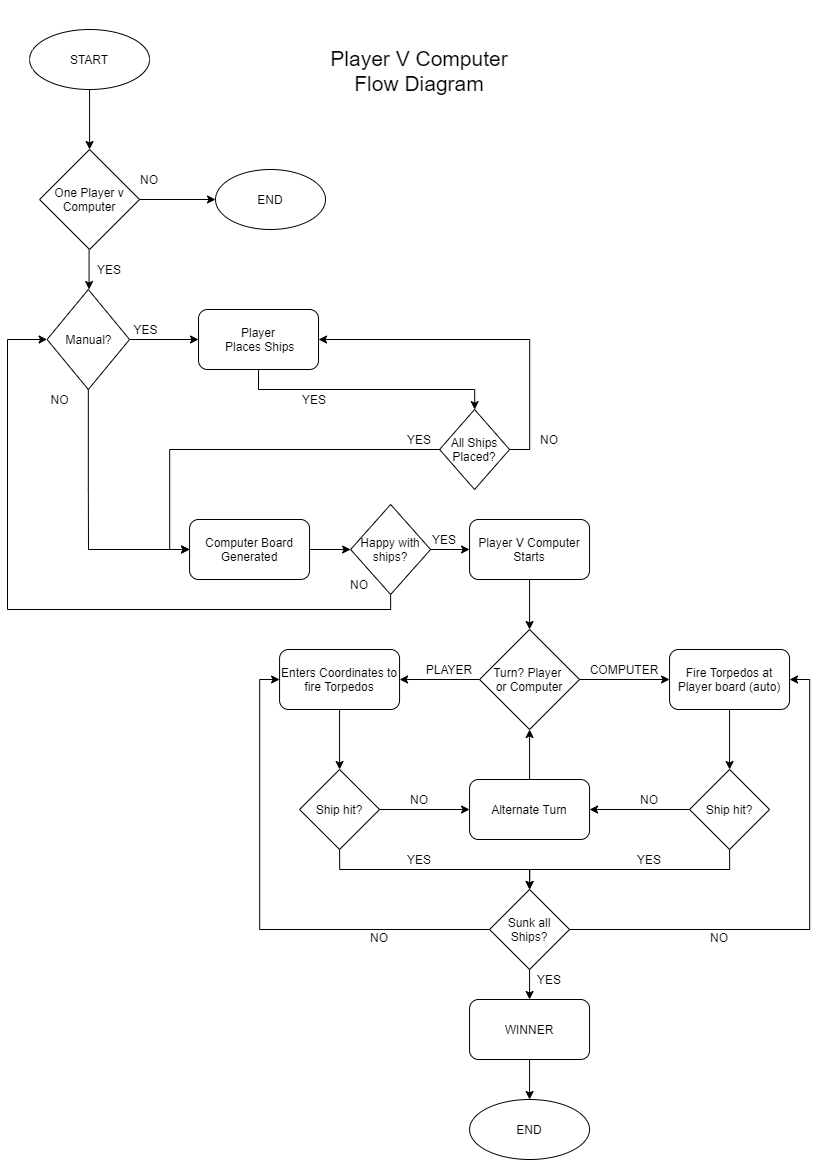 Player V Computer
Flow Diagram
START
One Player v
Computer
NO
END
YES
Manual?
YES
Player
Places Ships
NO
YES
All Ships
Placed?
YES
NO
Computer Board
Generated
Happy with
ships?
YES
NO
Player V Computer
Starts
Turn? Player
or Computer
PLAYER
COMPUTER
Enters Coordinates to
fire Torpedos
Fire Torpedos at
Player board (auto)
Ship hit?
NO
Alternate Turn
NO
Ship hit?
YES
YES
Sunk all
Ships?
NO
NO
YES
WINNER
END